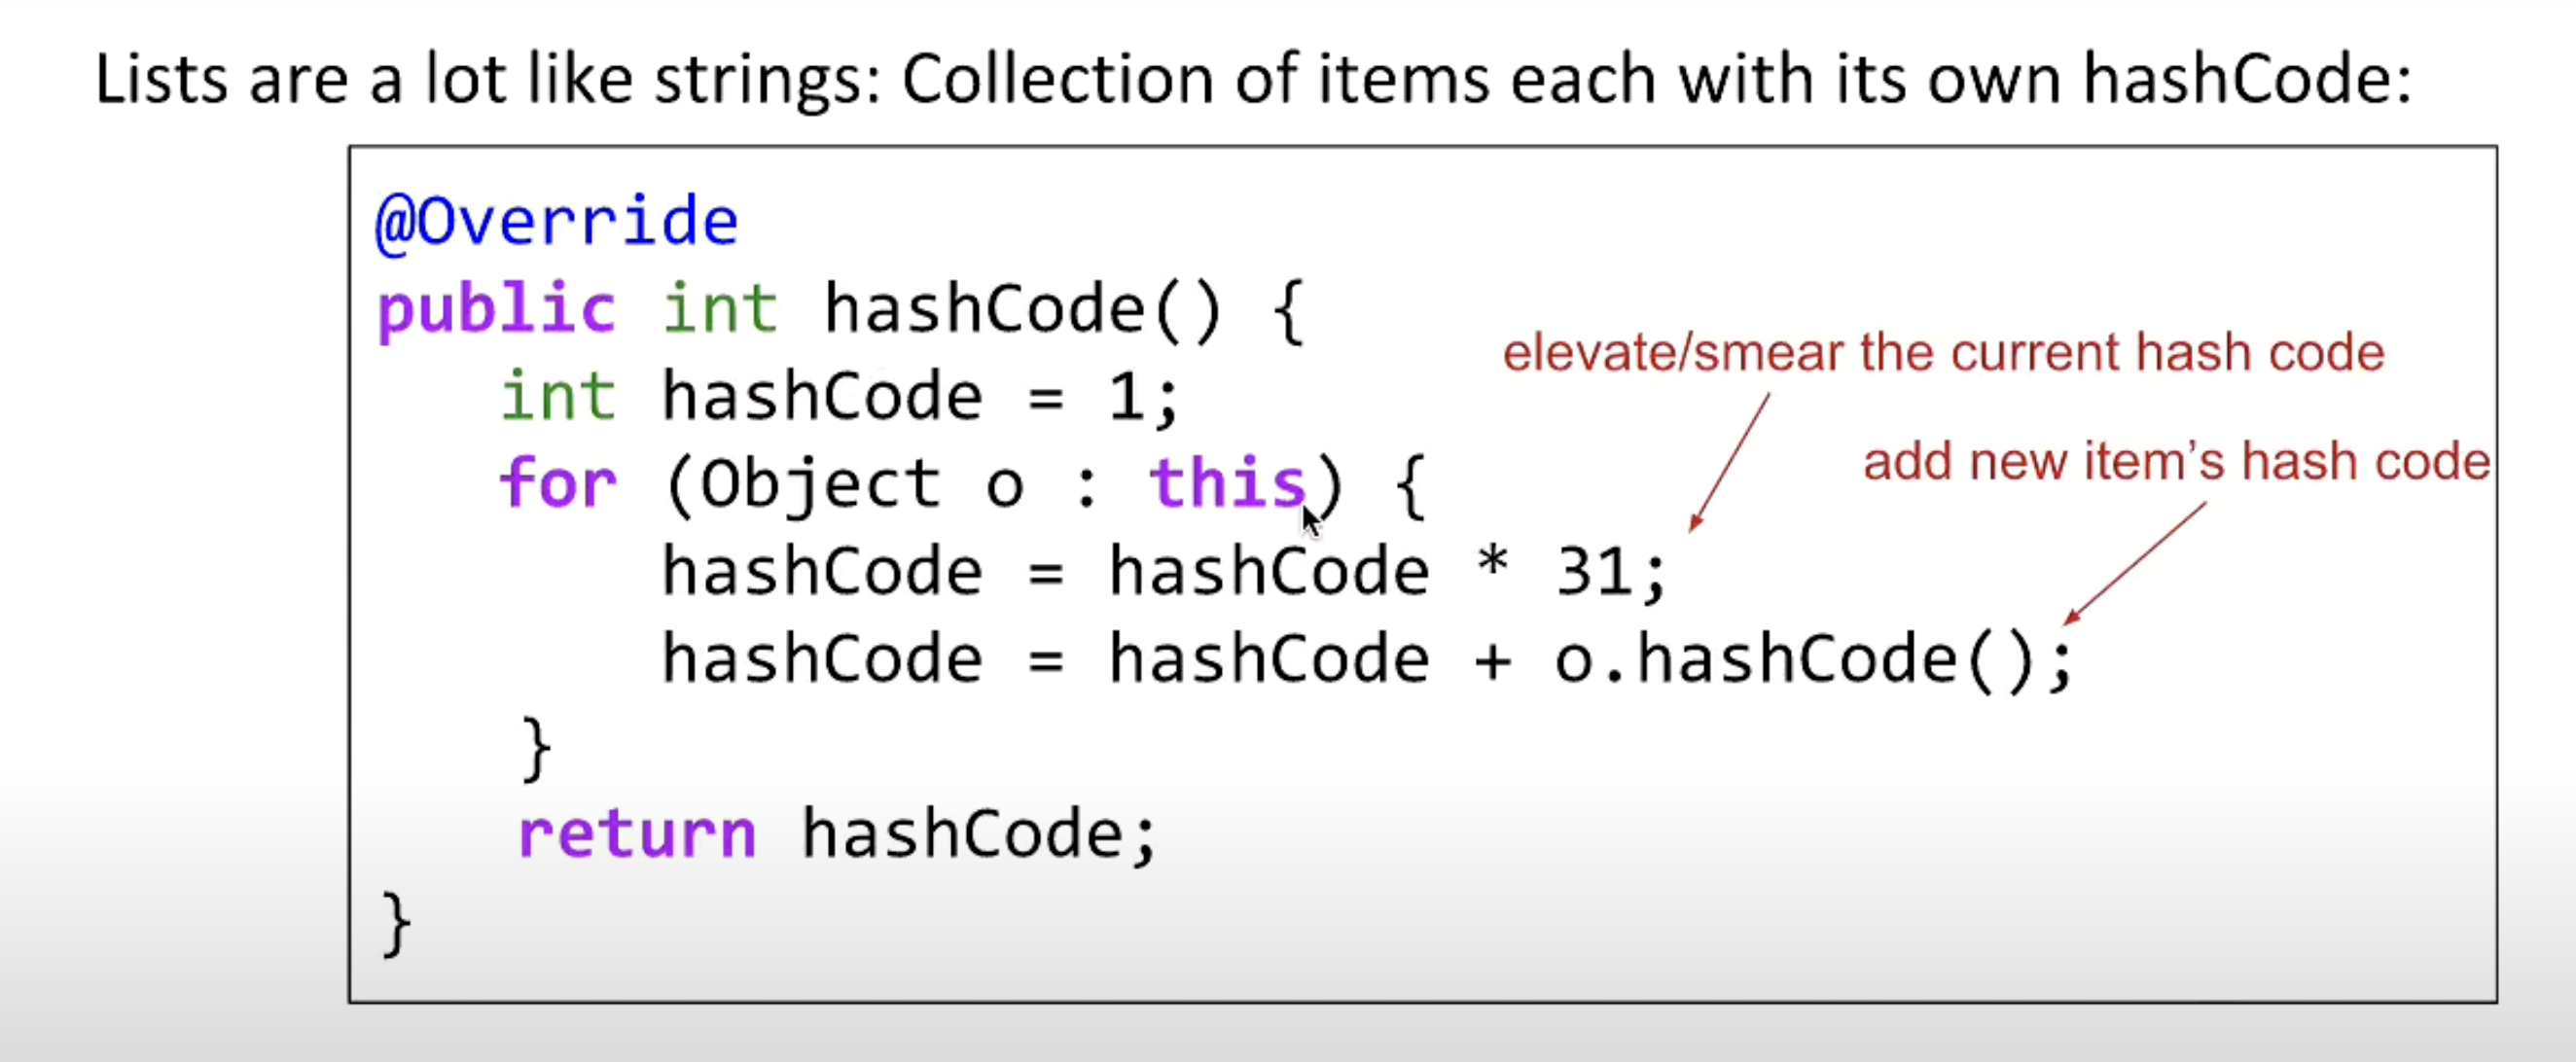 Lists are a lot like strings: Collection of items each with its own hashCode:
@Override
public int hashCode() {
elevate/smear the current hash code
int hashCode = 1;
add new item’s hash code
for (Object o : this) {
hashCode = hashCode * 31;
hashCode = hashCode + o.hashCode();
}
return hashCode;
}